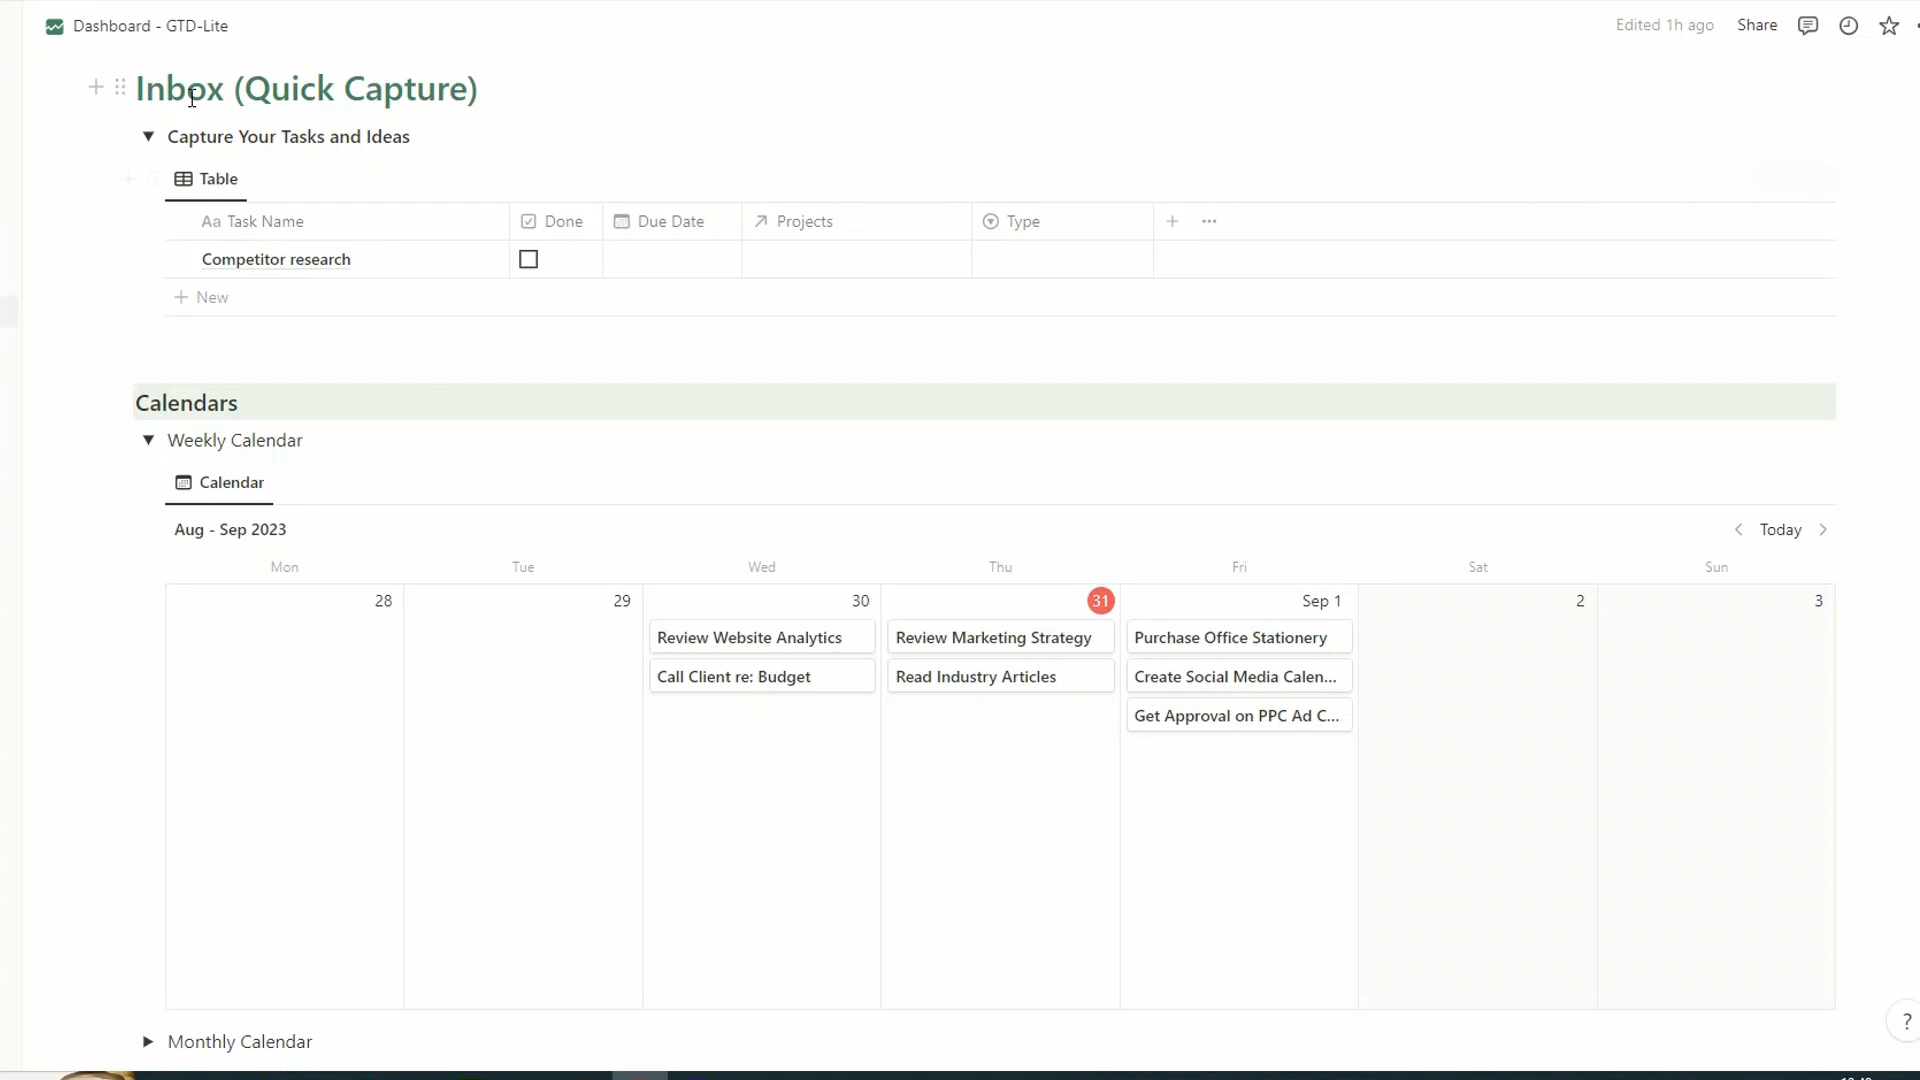 Dashboard - GTD-Lite
Edited 1h ago Share
Inbox (Quick Capture)
Capture Your Tasks and Ideas
Table
Aa Task Name Done Due Date Projects Type
Competitor research
New
Calendars
Weekly Calendar
Calendar
Aug - Sep 2023 Today
Mon Tue Wed Thu Fri Sat Sun
28 29 30 31 Sep 1 2 3
Review Website Analytics Review Marketing Strategy Purchase Office Stationery
Call Client re: Budget Read Industry Articles Create Social Media Calen...
Get Approval on PPC Ad C...
?
Monthly Calendar